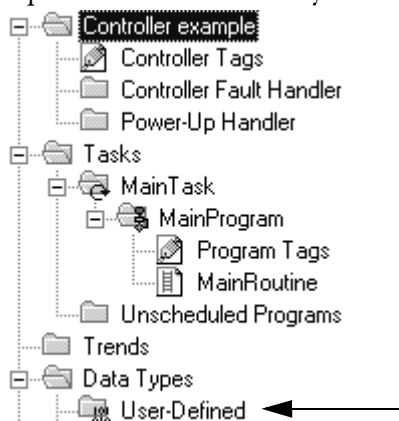 Controller example
Controller Tags
Controller Fault Handler
Power-Up Handler
Tasks
MainTask
MainProgram
Program Tags
MainRoutine
Unscheduled Programs
Trends
Data Types
User-Defined